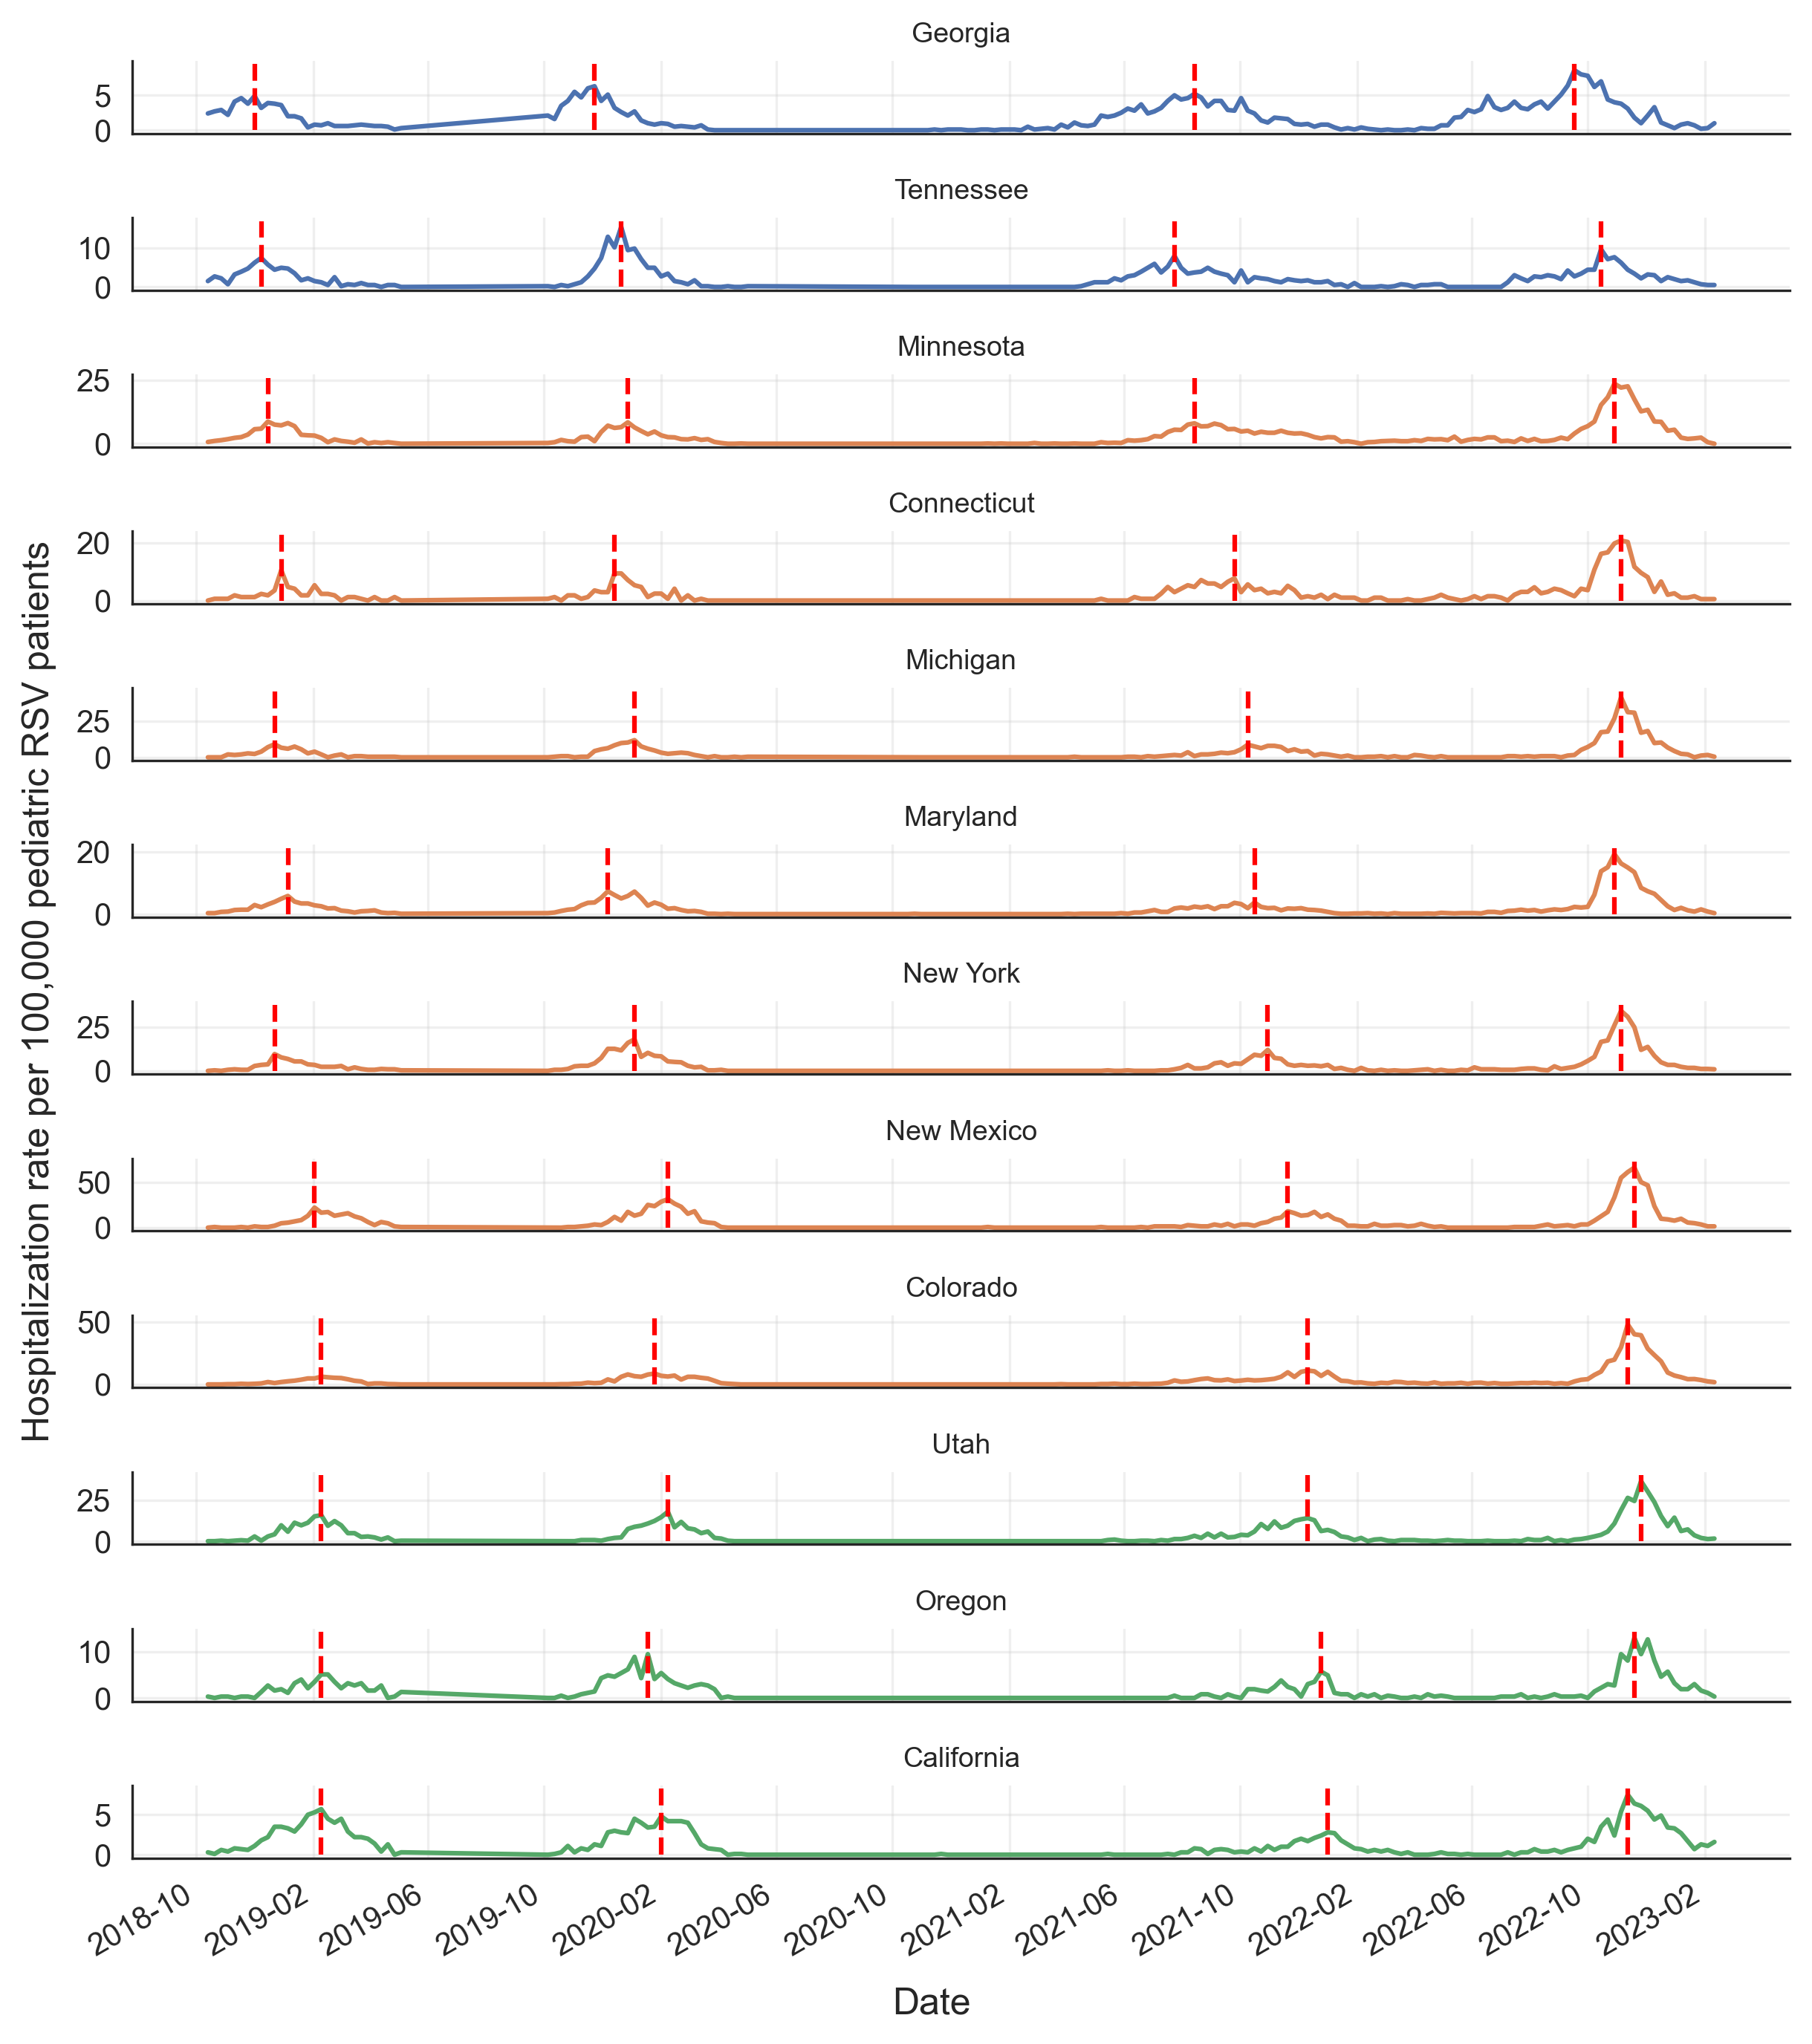 Hospitalization rate per 100,000 pediatric RSV patients
Georgia
5
0
Tennessee
10
0
Minnesota
25
0
Connecticut
20
0
Michigan
25
0
Maryland
20
0
New York
25
0
New Mexico
50
0
Colorado
50
0
Utah
25
0
Oregon
10
0
California
5
0
2018-10 2019-02 2019-06 2019-10 2020-02 2020-06 2020-10 2021-02 2021-06 2021-10 2022-02 2022-06 2022-10 2023-02
Date